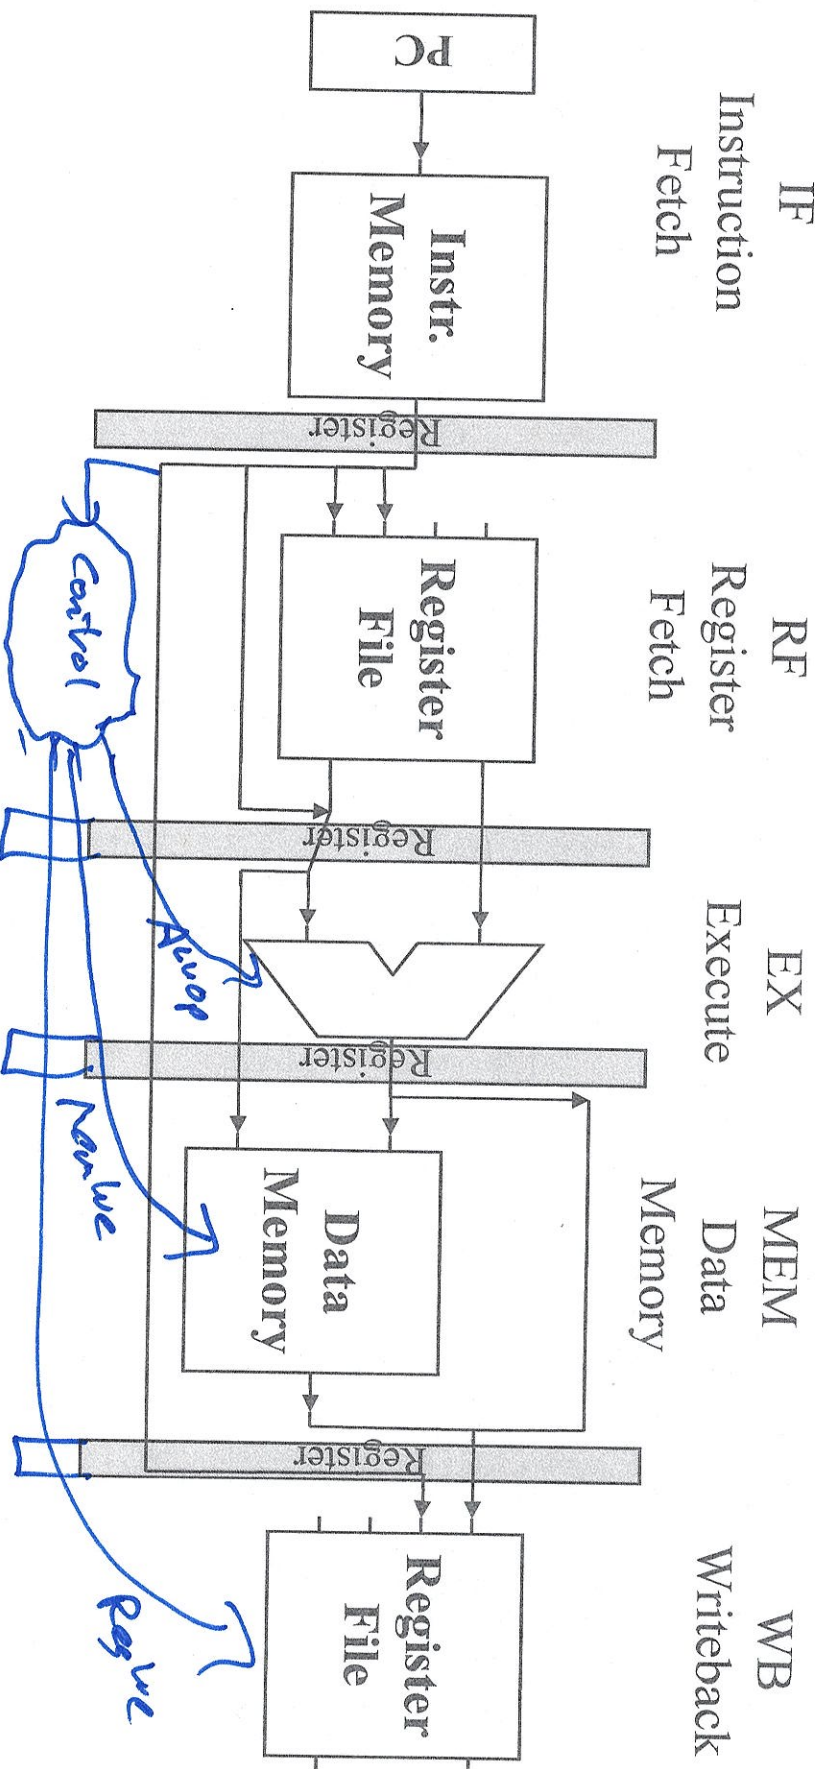 IF
Instruction
Fetch
RF
Register
Fetch
EX
Execute
MEM
Data
Memory
WB
Writeback
PC
Instr.
Memory
Register
Register
File
Register
Register
Data
Memory
Register
Register
File
Control
ALUOP
MemWE
RegWE